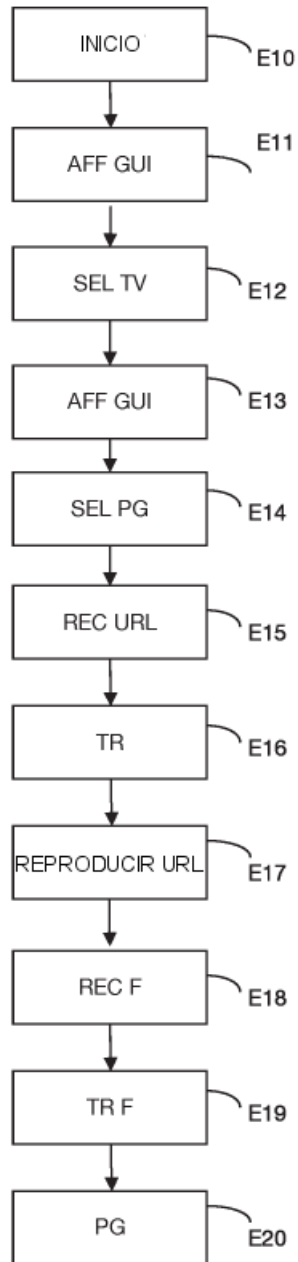 INICIO
E10
AFF GUI
E11
SEL TV
E12
AFF GUI
E13
SEL PG
E14
REC URL
E15
TR
E16
REPRODUCIR URL
E17
REC F
E18
TR F
E19
PG
E20